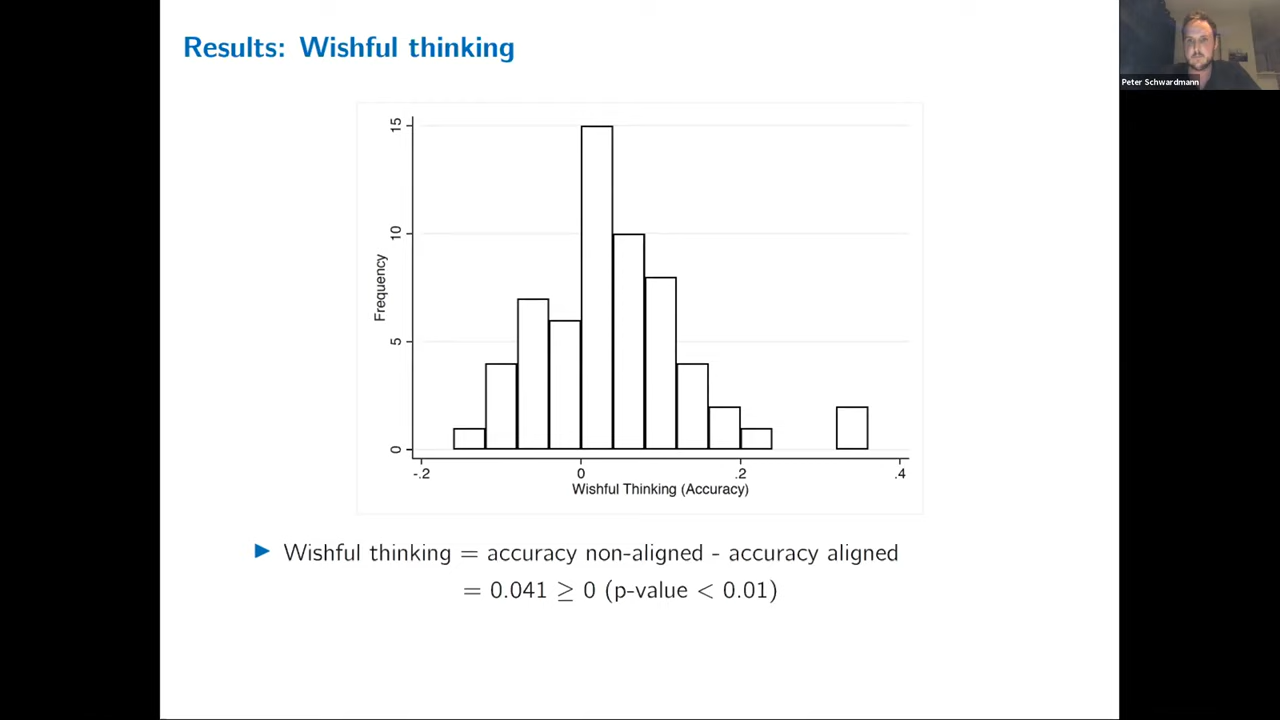 Results: Wishful thinking
Peter Schwardmann
15
10
5
0
Frequency
-.2
0
.2
.4
Wishful Thinking (Accuracy)
▶ Wishful thinking = accuracy non-aligned - accuracy aligned
= 0.041 ≥ 0 (p-value < 0.01)